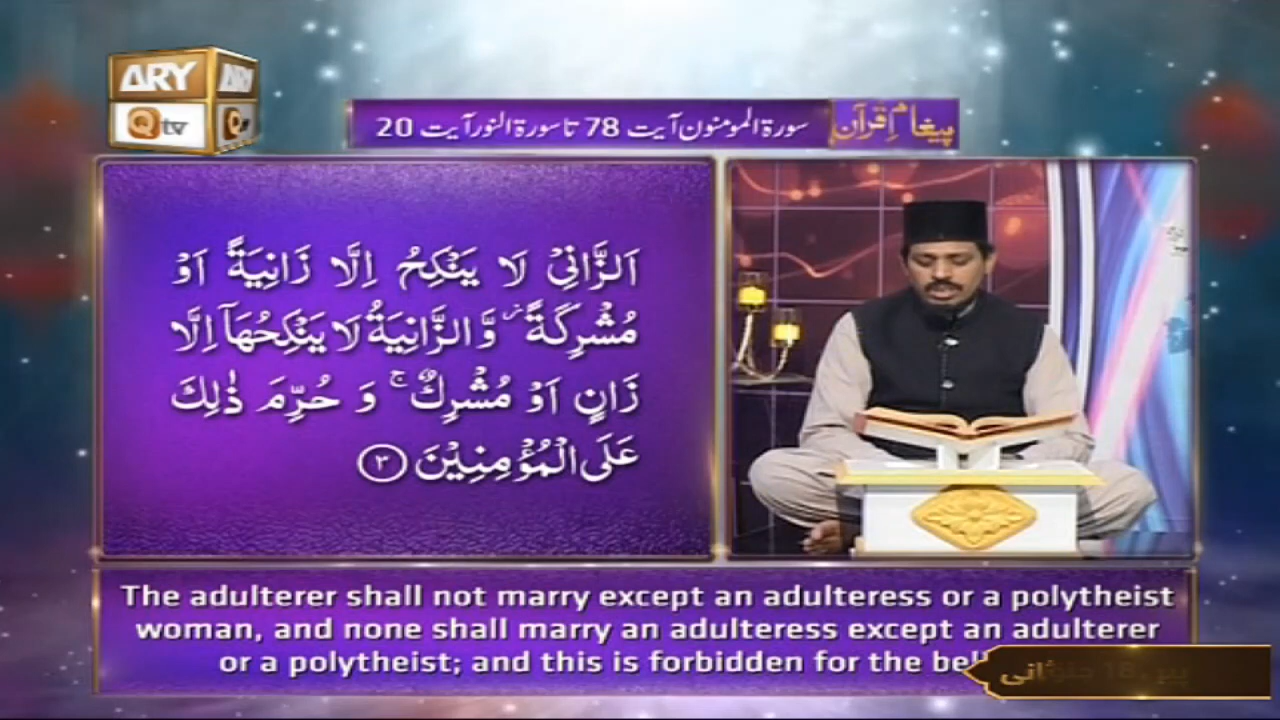 ARY
Qtv
پیغامِ قرآن
سورۃ المومنون آیت 78 تا سورۃ النور آیت 20
اَلزَّانِیۡ لَا یَنۡکِحُ اِلَّا زَانِیَۃً اَوۡ
مُشۡرِکَۃً ۫ وَّ الزَّانِیَۃُ لَا یَنۡکِحُہَاۤ اِلَّا
زَانٍ اَوۡ مُشۡرِکٌ ۚ وَ حُرِّمَ ذٰلِکَ
عَلَی الۡمُؤۡمِنِیۡنَ ﴿۳﴾
The adulterer shall not marry except an adulteress or a polytheist
woman, and none shall marry an adulteress except an adulterer
or a polytheist; and this is forbidden for the